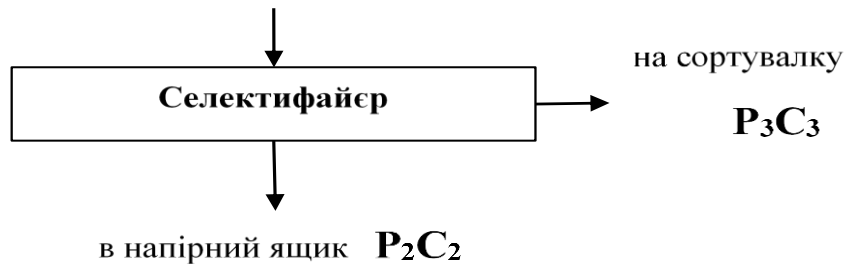 на сортувалку
Селектифайєр
P₃C₃
в напірний ящик P₂C₂